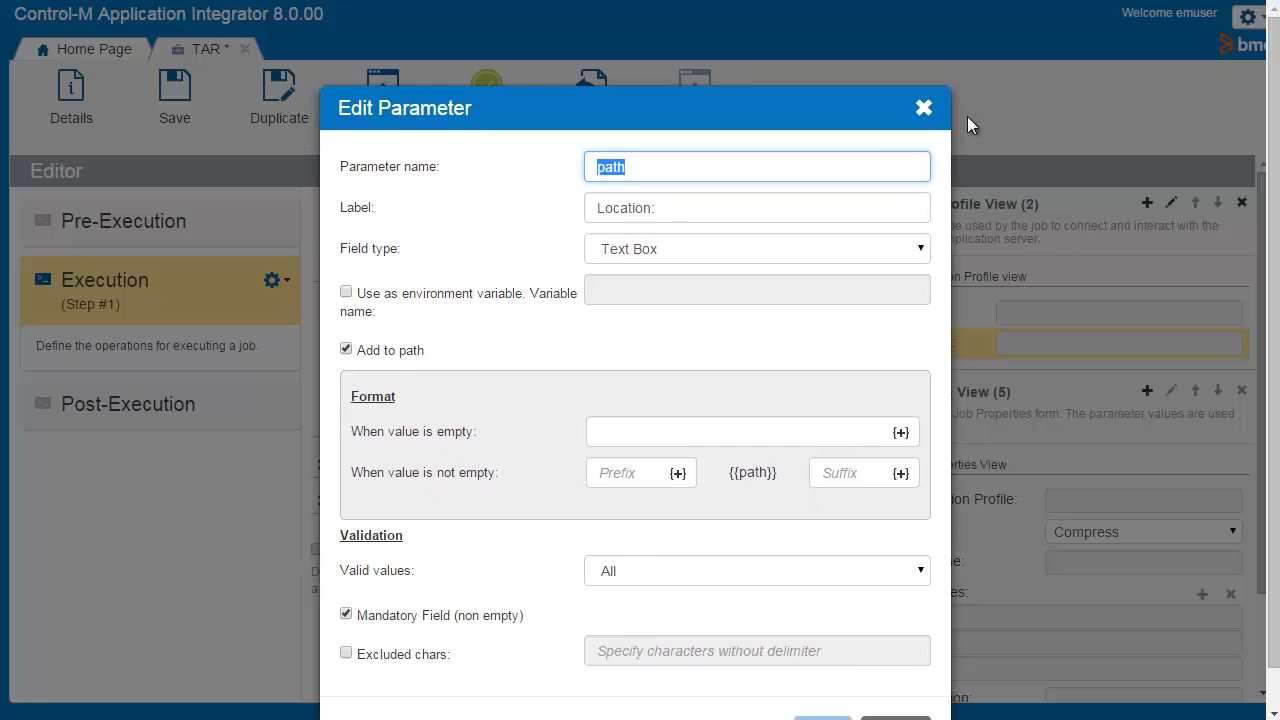 Control-M Application Integrator 8.0.00
Welcome emuser
Home Page
TAR *
bmc
Details
Save
Duplicate
Edit Parameter
Editor
Pre-Execution
Execution
(Step #1)
Define the operations for executing a job.
Post-Execution
Parameter name:
path
Label:
Location:
Field type:
Text Box
Use as environment variable. Variable
name:
Add to path
Format
When value is empty:
{+}
When value is not empty:
Prefix
{+}
{{path}}
Suffix
{+}
Validation
Valid values:
All
Mandatory Field (non empty)
Excluded chars:
Specify characters without delimiter
ofile View (2)
be used by the job to connect and interact with the
pplication server.
on Profile view
s View (5)
Job Properties form. The parameter values are used
erties View
on Profile:
Compress
e:
es:
ion: